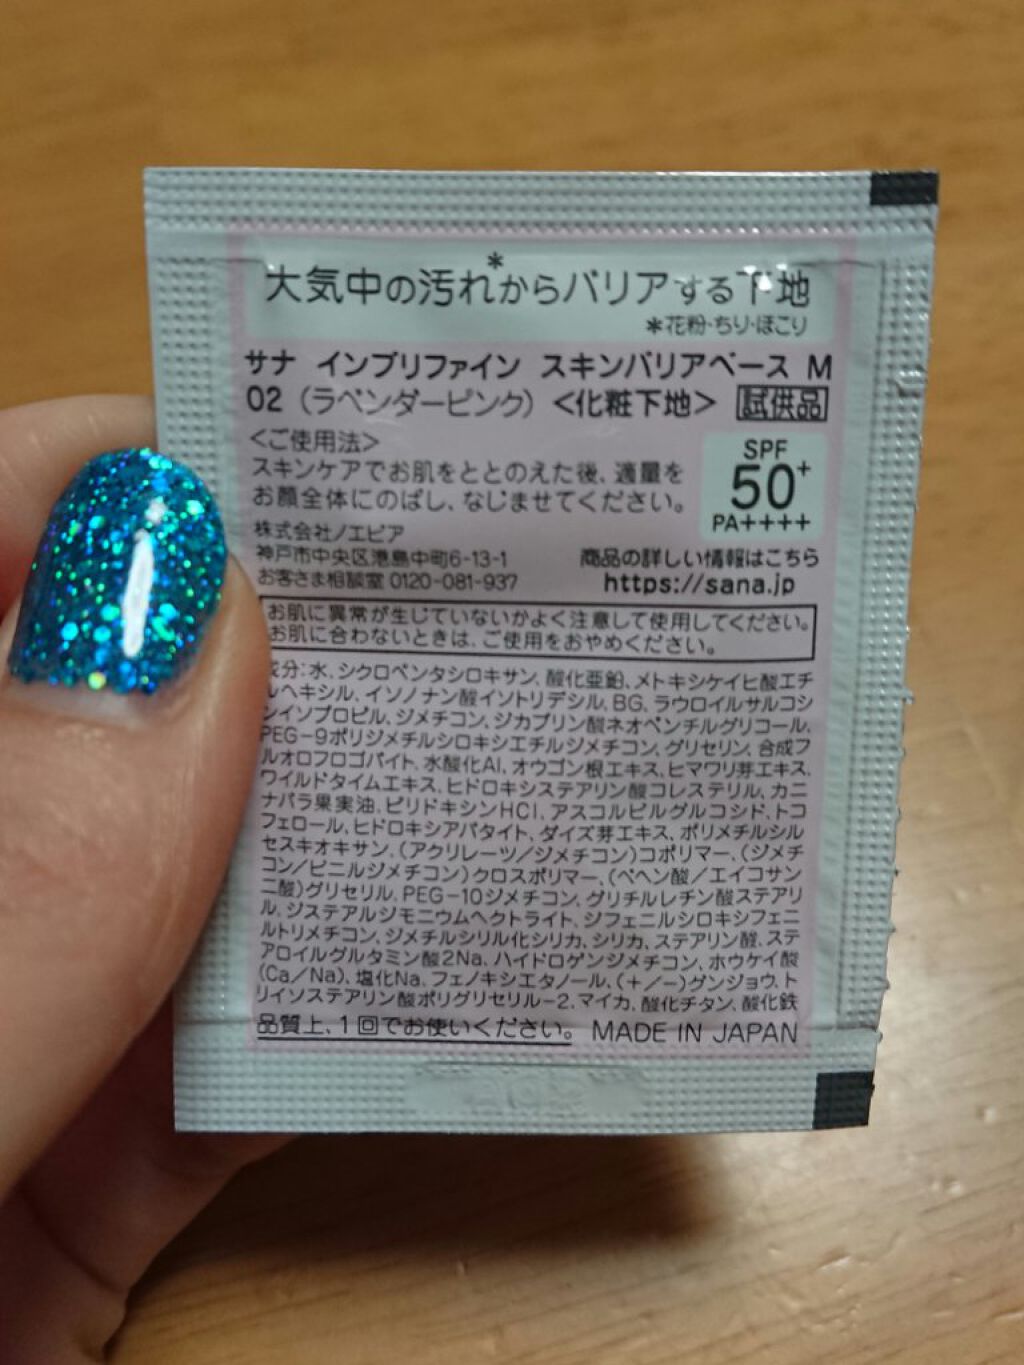 大気中の汚れ*からバリアする下地
*花粉・ちり・ほこり
サナ インプリファイン スキンバリアベース M
02（ラベンダーピンク）＜化粧下地＞ 試供品
＜ご使用法＞
スキンケアでお肌をととのえた後、適量を
お顔全体にのばし、なじませてください。
SPF
50+
PA++++
株式会社ノエビア
神戸市中央区港島中町6-13-1
お客さま相談室 0120-081-937
商品の詳しい情報はこちら
https://sana.jp
お肌に異常が生じていないかよく注意して使用してください。
お肌に合わないときは、ご使用をおやめください。
成分：水、シクロペンタシロキサン、酸化亜鉛、メトキシケイヒ酸エチ
ルヘキシル、イソノナン酸イソトリデシル、BG、ラウロイルサルコシ
ンイソプロピル、ジメチコン、ジカプリン酸ネオペンチルグリコール、
PEG-9ポリジメチルシロキシエチルジメチコン、グリセリン、合成フ
ルオロフロゴパイト、水酸化Al、オウゴン根エキス、ヒマワリ芽エキス、
ワイルドタイムエキス、ヒドロキシステアリン酸コレステリル、カニ
ナバラ果実油、ピリドキシンHCl、アスコルビルグルコシド、トコ
フェロール、ヒドロキシアパタイト、ダイズ芽エキス、ポリメチルシル
セスキオキサン、（アクリレーツ／ジメチコン）コポリマー、（ジメチ
コン／ビニルジメチコン）クロスポリマー、（ベヘン酸／エイコサン
二酸）グリセリル、PEG-10ジメチコン、グリチルレチン酸ステアリ
ル、ジステアルジモニウムヘクトライト、ジフェニルシロキシフェニ
ルトリメチコン、ジメチルシリル化シリカ、シリカ、ステアリン酸、ステ
アロイルグルタミン酸2Na、ハイドロゲンジメチコン、ホウケイ酸
（Ca／Na）、塩化Na、フェノキシエタノール、（＋／−）グンジョウ、ト
リイソステアリン酸ポリグリセリル-2、マイカ、酸化チタン、酸化鉄
品質上、1回でお使いください。 MADE IN JAPAN